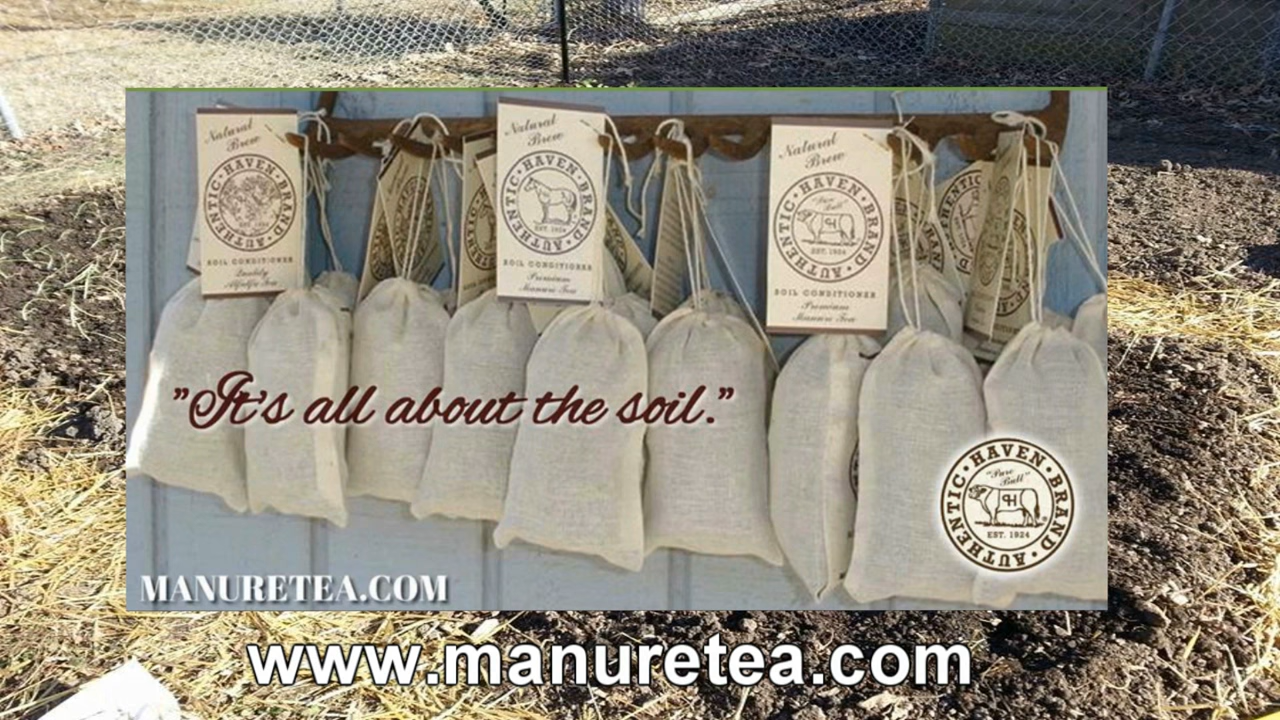 Natural
Brew
AUTHENTIC · HAVEN · BRAND ·
SOIL CONDITIONER
Quality
Alfalfa Tea
Natural
Brew
AUTHENTIC · HAVEN · BRAND ·
EST. 1924
SOIL CONDITIONER
Premium
Manure Tea
Natural
Brew
AUTHENTIC · HAVEN · BRAND ·
"Pure
Bull"
EST. 1924
SOIL CONDITIONER
Premium
Manure Tea
"It's all about the soil."
AUTHENTIC · HAVEN · BRAND ·
"Pure
Bull"
EST. 1924
MANURETEA.COM
www.manuretea.com